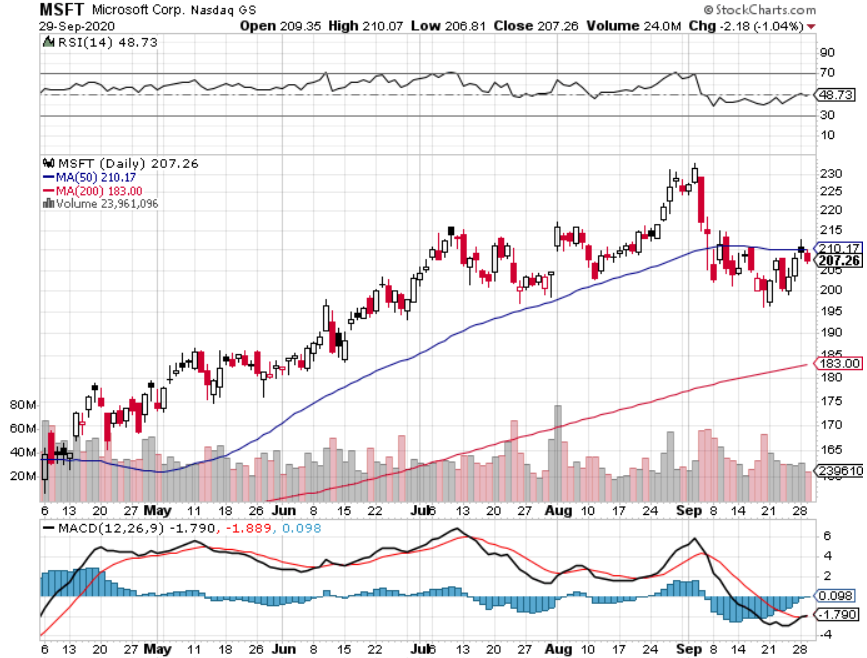 MSFT Microsoft Corp. Nasdaq GS © StockCharts.com
29-Sep-2020 Open 209.35 High 210.07 Low 206.81 Close 207.26 Volume 24.0M Chg -2.18 (-1.04%)
RSI(14) 48.73
90
70
48.73
30
10
MSFT (Daily) 207.26
MA(50) 210.17
MA(200) 183.00
Volume 23,961,096
230
225
220
215
210.17
207.26
205
200
195
190
185
183.00
180
175
170
165
160
80M
60M
40M
20M
23961096
6 13 20 27 May 11 18 26 Jun 8 15 22 Jul 6 13 20 27 Aug 10 17 24 Sep 8 14 21 28
MACD(12,26,9) -1.790, -1.889, 0.098
6
4
2
0.098
-1.790
-4
6 13 20 27 May 11 18 26 Jun 8 15 22 Jul 6 13 20 27 Aug 10 17 24 Sep 8 14 21 28